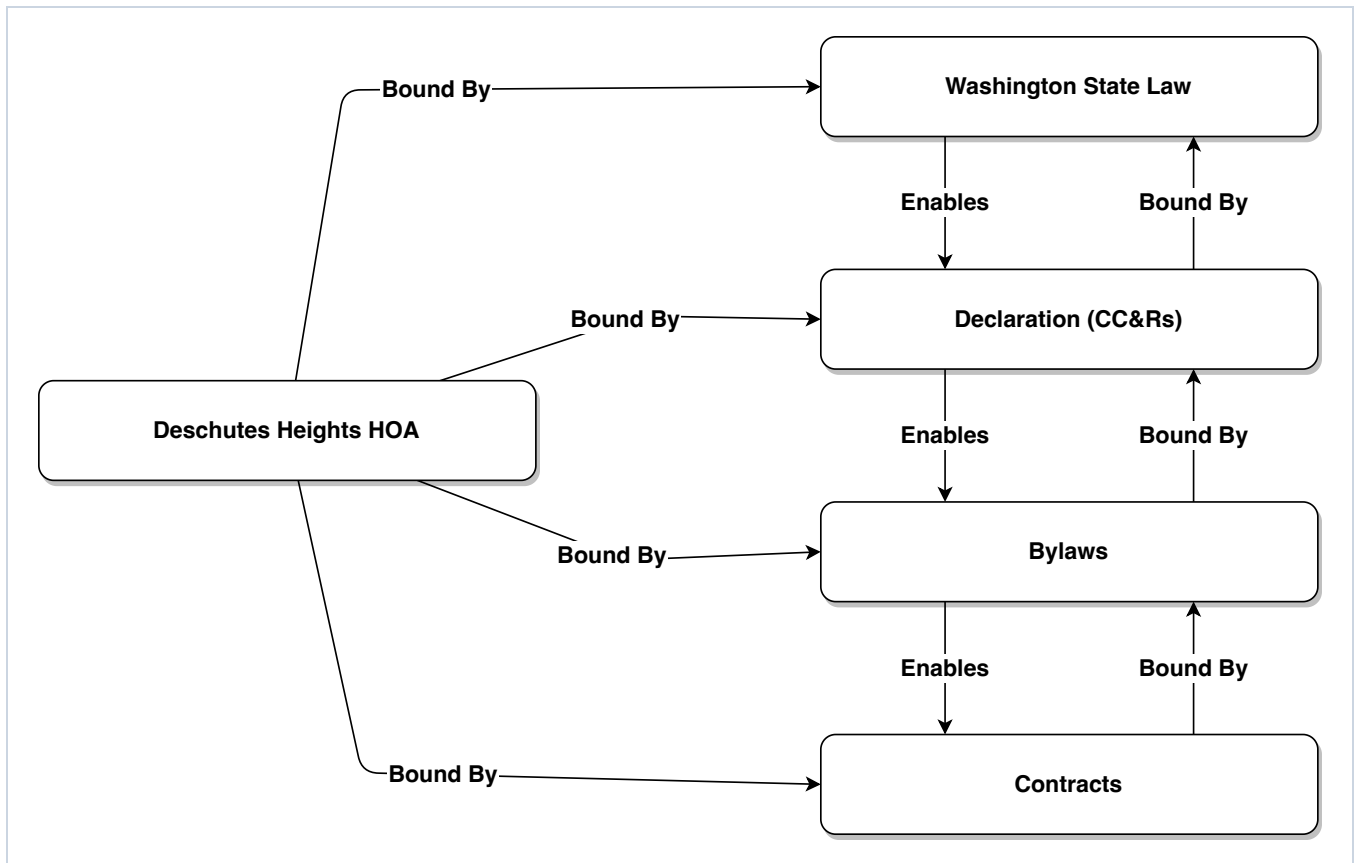 Bound By
Washington State Law
Enables
Bound By
Bound By
Declaration (CC&Rs)
Deschutes Heights HOA
Enables
Bound By
Bound By
Bylaws
Enables
Bound By
Bound By
Contracts